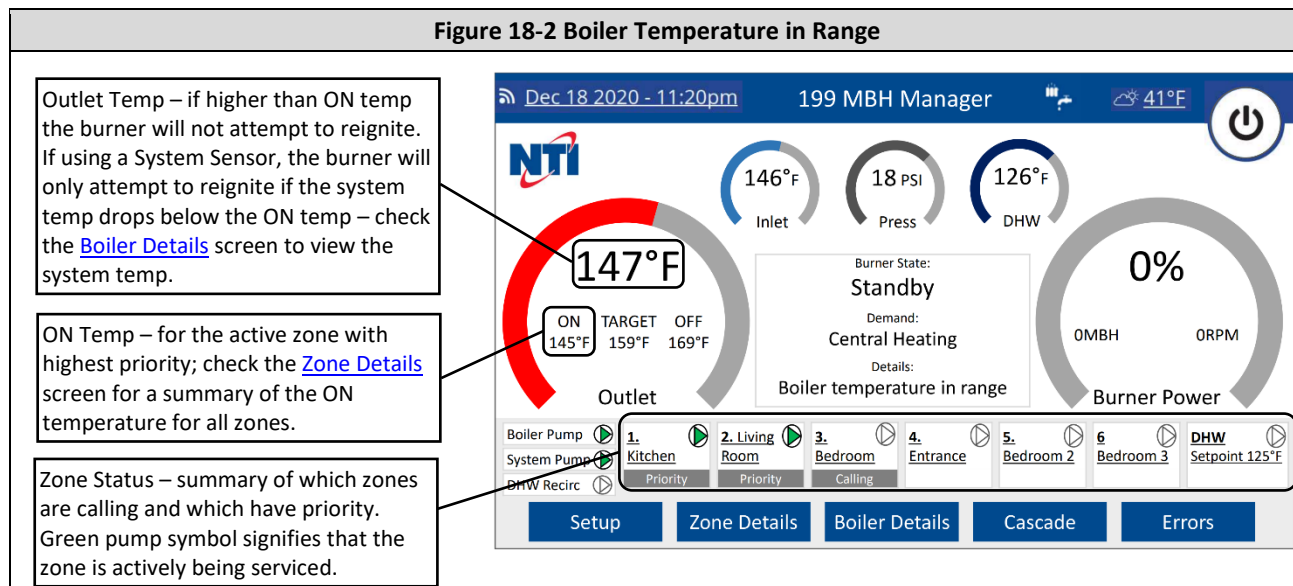 Figure 18-2 Boiler Temperature in Range
Outlet Temp – if higher than ON temp
the burner will not attempt to reignite.
If using a System Sensor, the burner will
only attempt to reignite if the system
temp drops below the ON temp – check
the Boiler Details screen to view the
system temp.
ON Temp – for the active zone with
highest priority; check the Zone Details
screen for a summary of the ON
temperature for all zones.
Zone Status – summary of which zones
are calling and which have priority.
Green pump symbol signifies that the
zone is actively being serviced.
Dec 18 2020 - 11:20pm 199 MBH Manager 41°F
NTI
146°F 18 PSI 126°F
Inlet Press DHW
147°F
ON TARGET OFF
145°F 159°F 169°F
Outlet
Burner State:
Standby
Demand:
Central Heating
Details:
Boiler temperature in range
0%
0MBH 0RPM
Burner Power
Boiler Pump
System Pump
DHW Recirc
1.
Kitchen
Priority
2. Living
Room
Priority
3.
Bedroom
Calling
4.
Entrance
5.
Bedroom 2
6
Bedroom 3
DHW
Setpoint 125°F
Setup Zone Details Boiler Details Cascade Errors